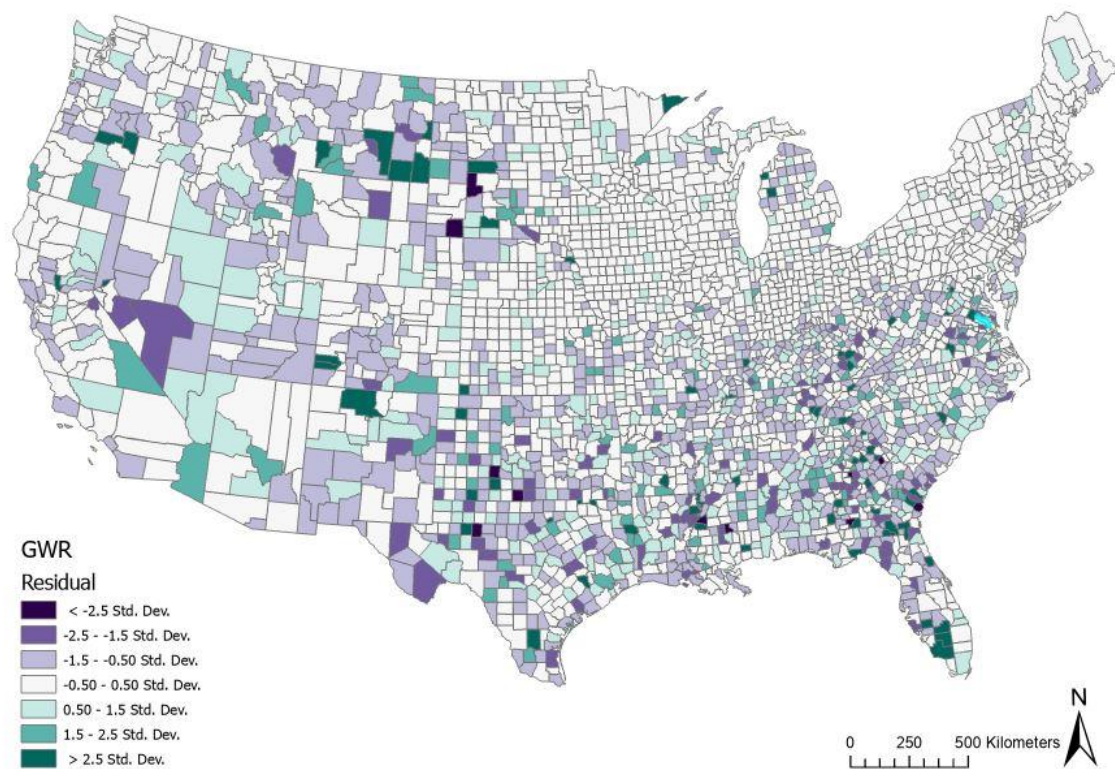 GWR
Residual
< -2.5 Std. Dev.
-2.5 - -1.5 Std. Dev.
-1.5 - -0.50 Std. Dev.
-0.50 - 0.50 Std. Dev.
0.50 - 1.5 Std. Dev.
1.5 - 2.5 Std. Dev.
> 2.5 Std. Dev.
N
0 250 500 Kilometers